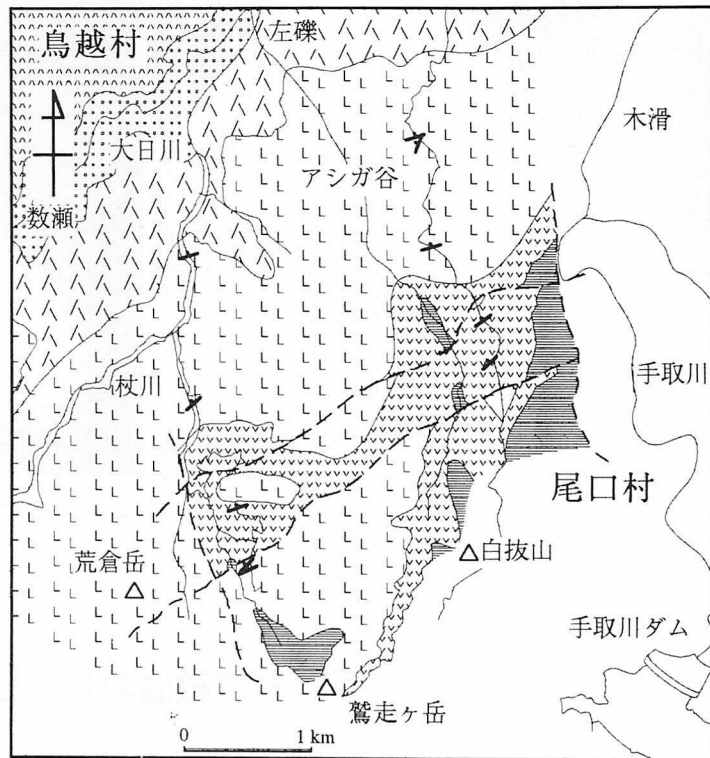 左礫
鳥越村
木滑
大日川
アシガ谷
数瀬
杖川
手取川
尾口村
荒倉岳
白抜山
手取川ダム
鷲走ヶ岳
0 1 km